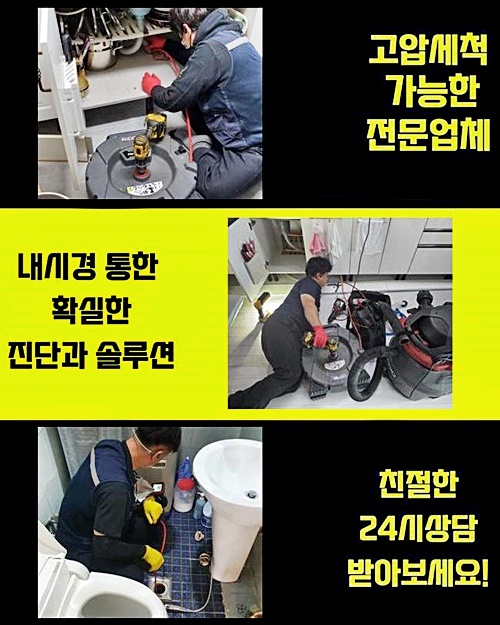 고압세척
가능한
전문업체
내시경 통한
확실한
진단과 솔루션
친절한
24시상담
받아보세요!